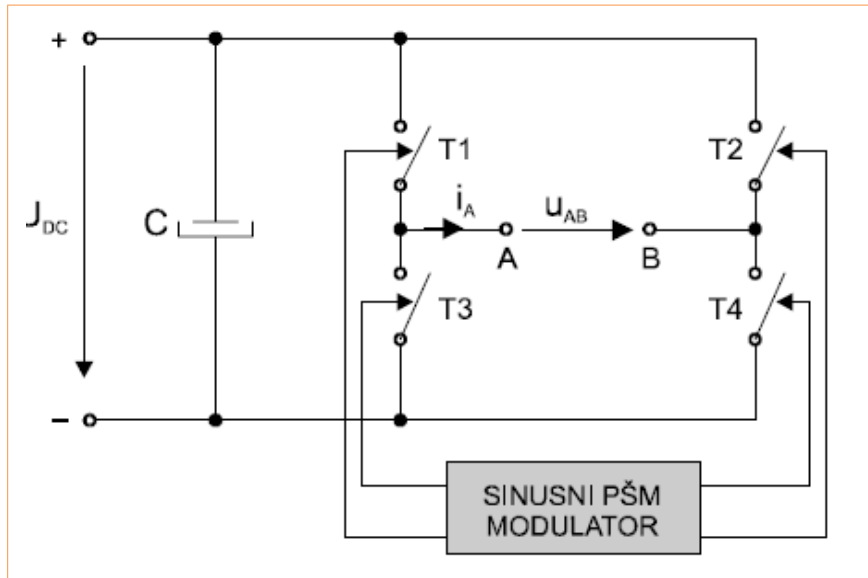 +
T1
T2
J_DC
C
i_A
u_AB
A
B
T3
T4
−
SINUSNI PŠM
MODULATOR